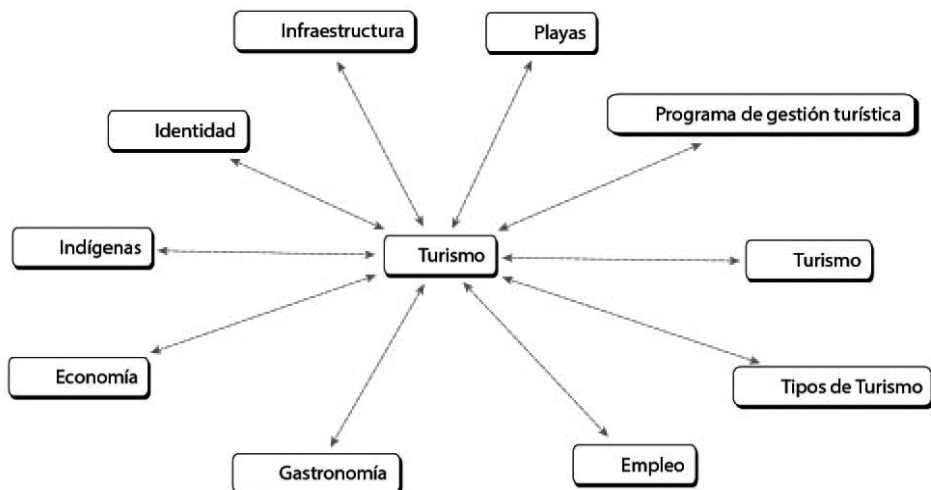 Infraestructura
Playas
Programa de gestión turística
Identidad
Indígenas
Turismo
Turismo
Economía
Tipos de Turismo
Gastronomía
Empleo